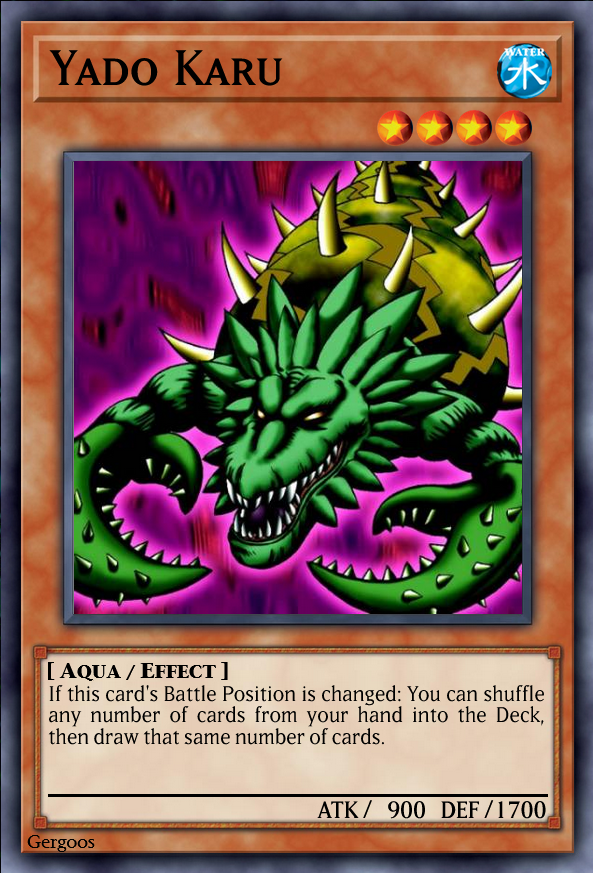 Yado Karu
WATER
水
[ Aqua / Effect ]
If this card's Battle Position is changed: You can shuffle
any number of cards from your hand into the Deck,
then draw that same number of cards.
ATK / 900 DEF /1700
Gergoos